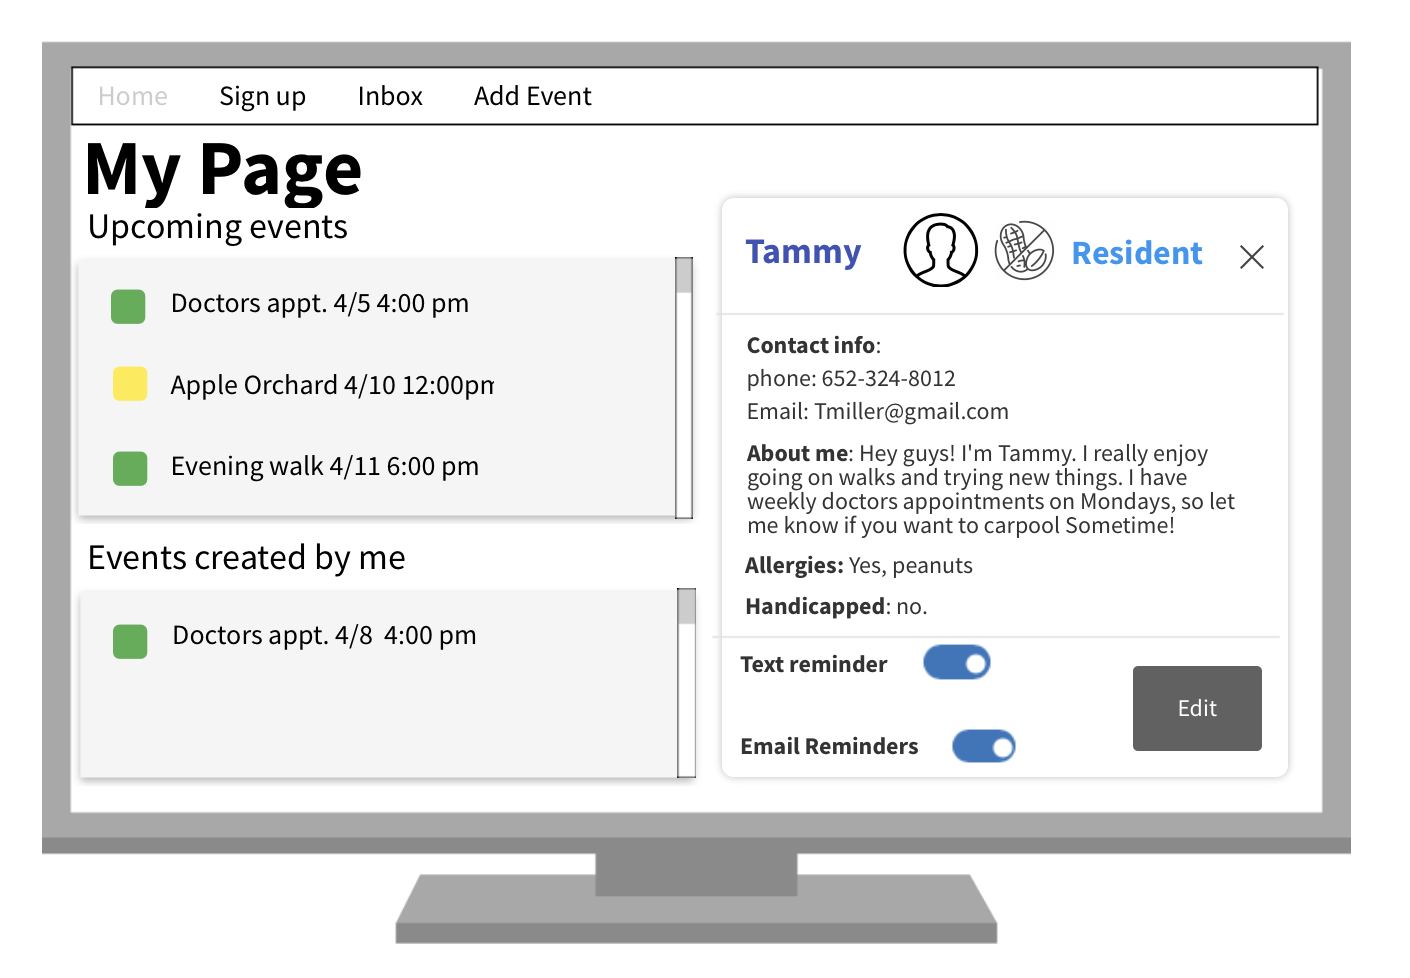 Home Sign up Inbox Add Event
My Page
Upcoming events
Doctors appt. 4/5 4:00 pm
Apple Orchard 4/10 12:00pm
Evening walk 4/11 6:00 pm
Events created by me
Doctors appt. 4/8 4:00 pm
Tammy Resident
Contact info:
phone: 652-324-8012
Email: Tmiller@gmail.com
About me: Hey guys! I'm Tammy. I really enjoy
going on walks and trying new things. I have
weekly doctors appointments on Mondays, so let
me know if you want to carpool Sometime!
Allergies: Yes, peanuts
Handicapped: no.
Text reminder
Edit
Email Reminders